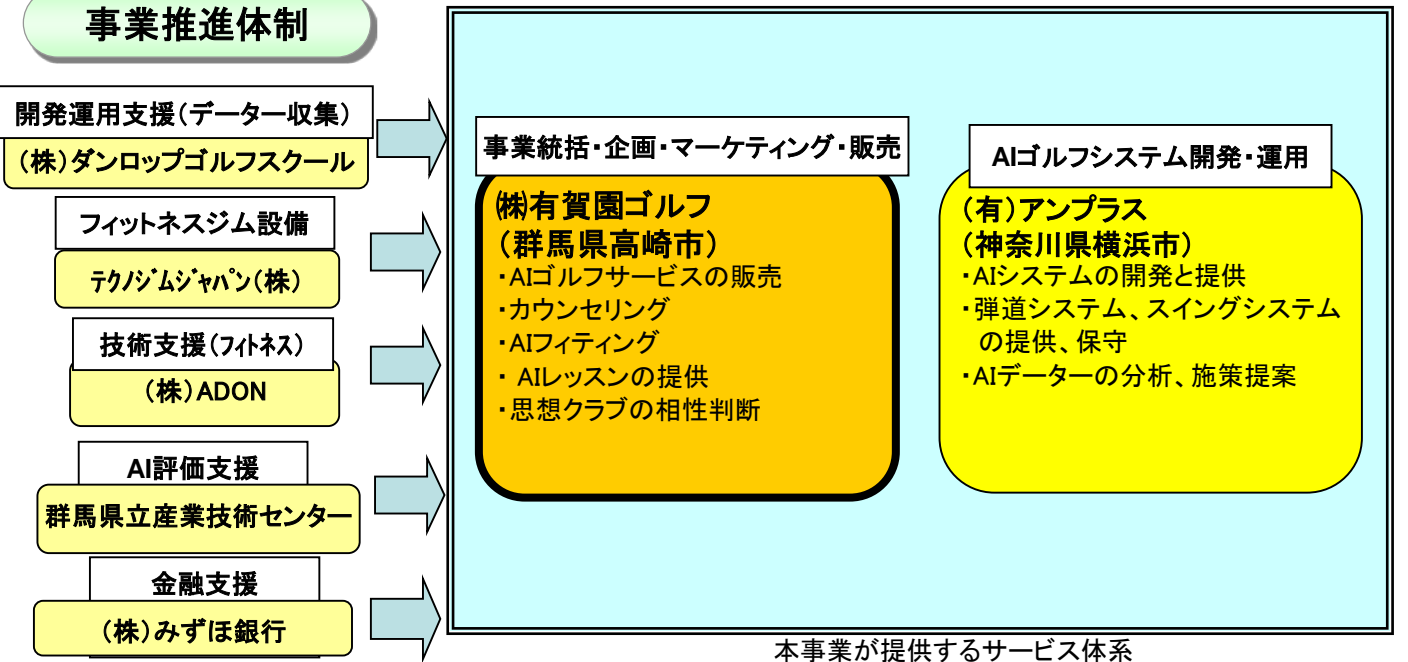 事業推進体制
開発運用支援(データー収集)
(株)ダンロップゴルフスクール
フィットネスジム設備
ﾃｸﾉｼﾞﾑｼﾞｬﾊﾟﾝ(株)
技術支援(ﾌｨﾄﾈｽ)
(株)ADON
AI評価支援
群馬県立産業技術センター
金融支援
(株)みずほ銀行
事業統括・企画・マーケティング・販売
㈱有賀園ゴルフ
(群馬県高崎市)
・AIゴルフサービスの販売
・カウンセリング
・AIフィティング
・ AIレッスンの提供
・思想クラブの相性判断
AIゴルフシステム開発・運用
(有)アンプラス
(神奈川県横浜市)
・AIシステムの開発と提供
・弾道システム、スイングシステム
の提供、保守
・AIデーターの分析、施策提案
本事業が提供するサービス体系